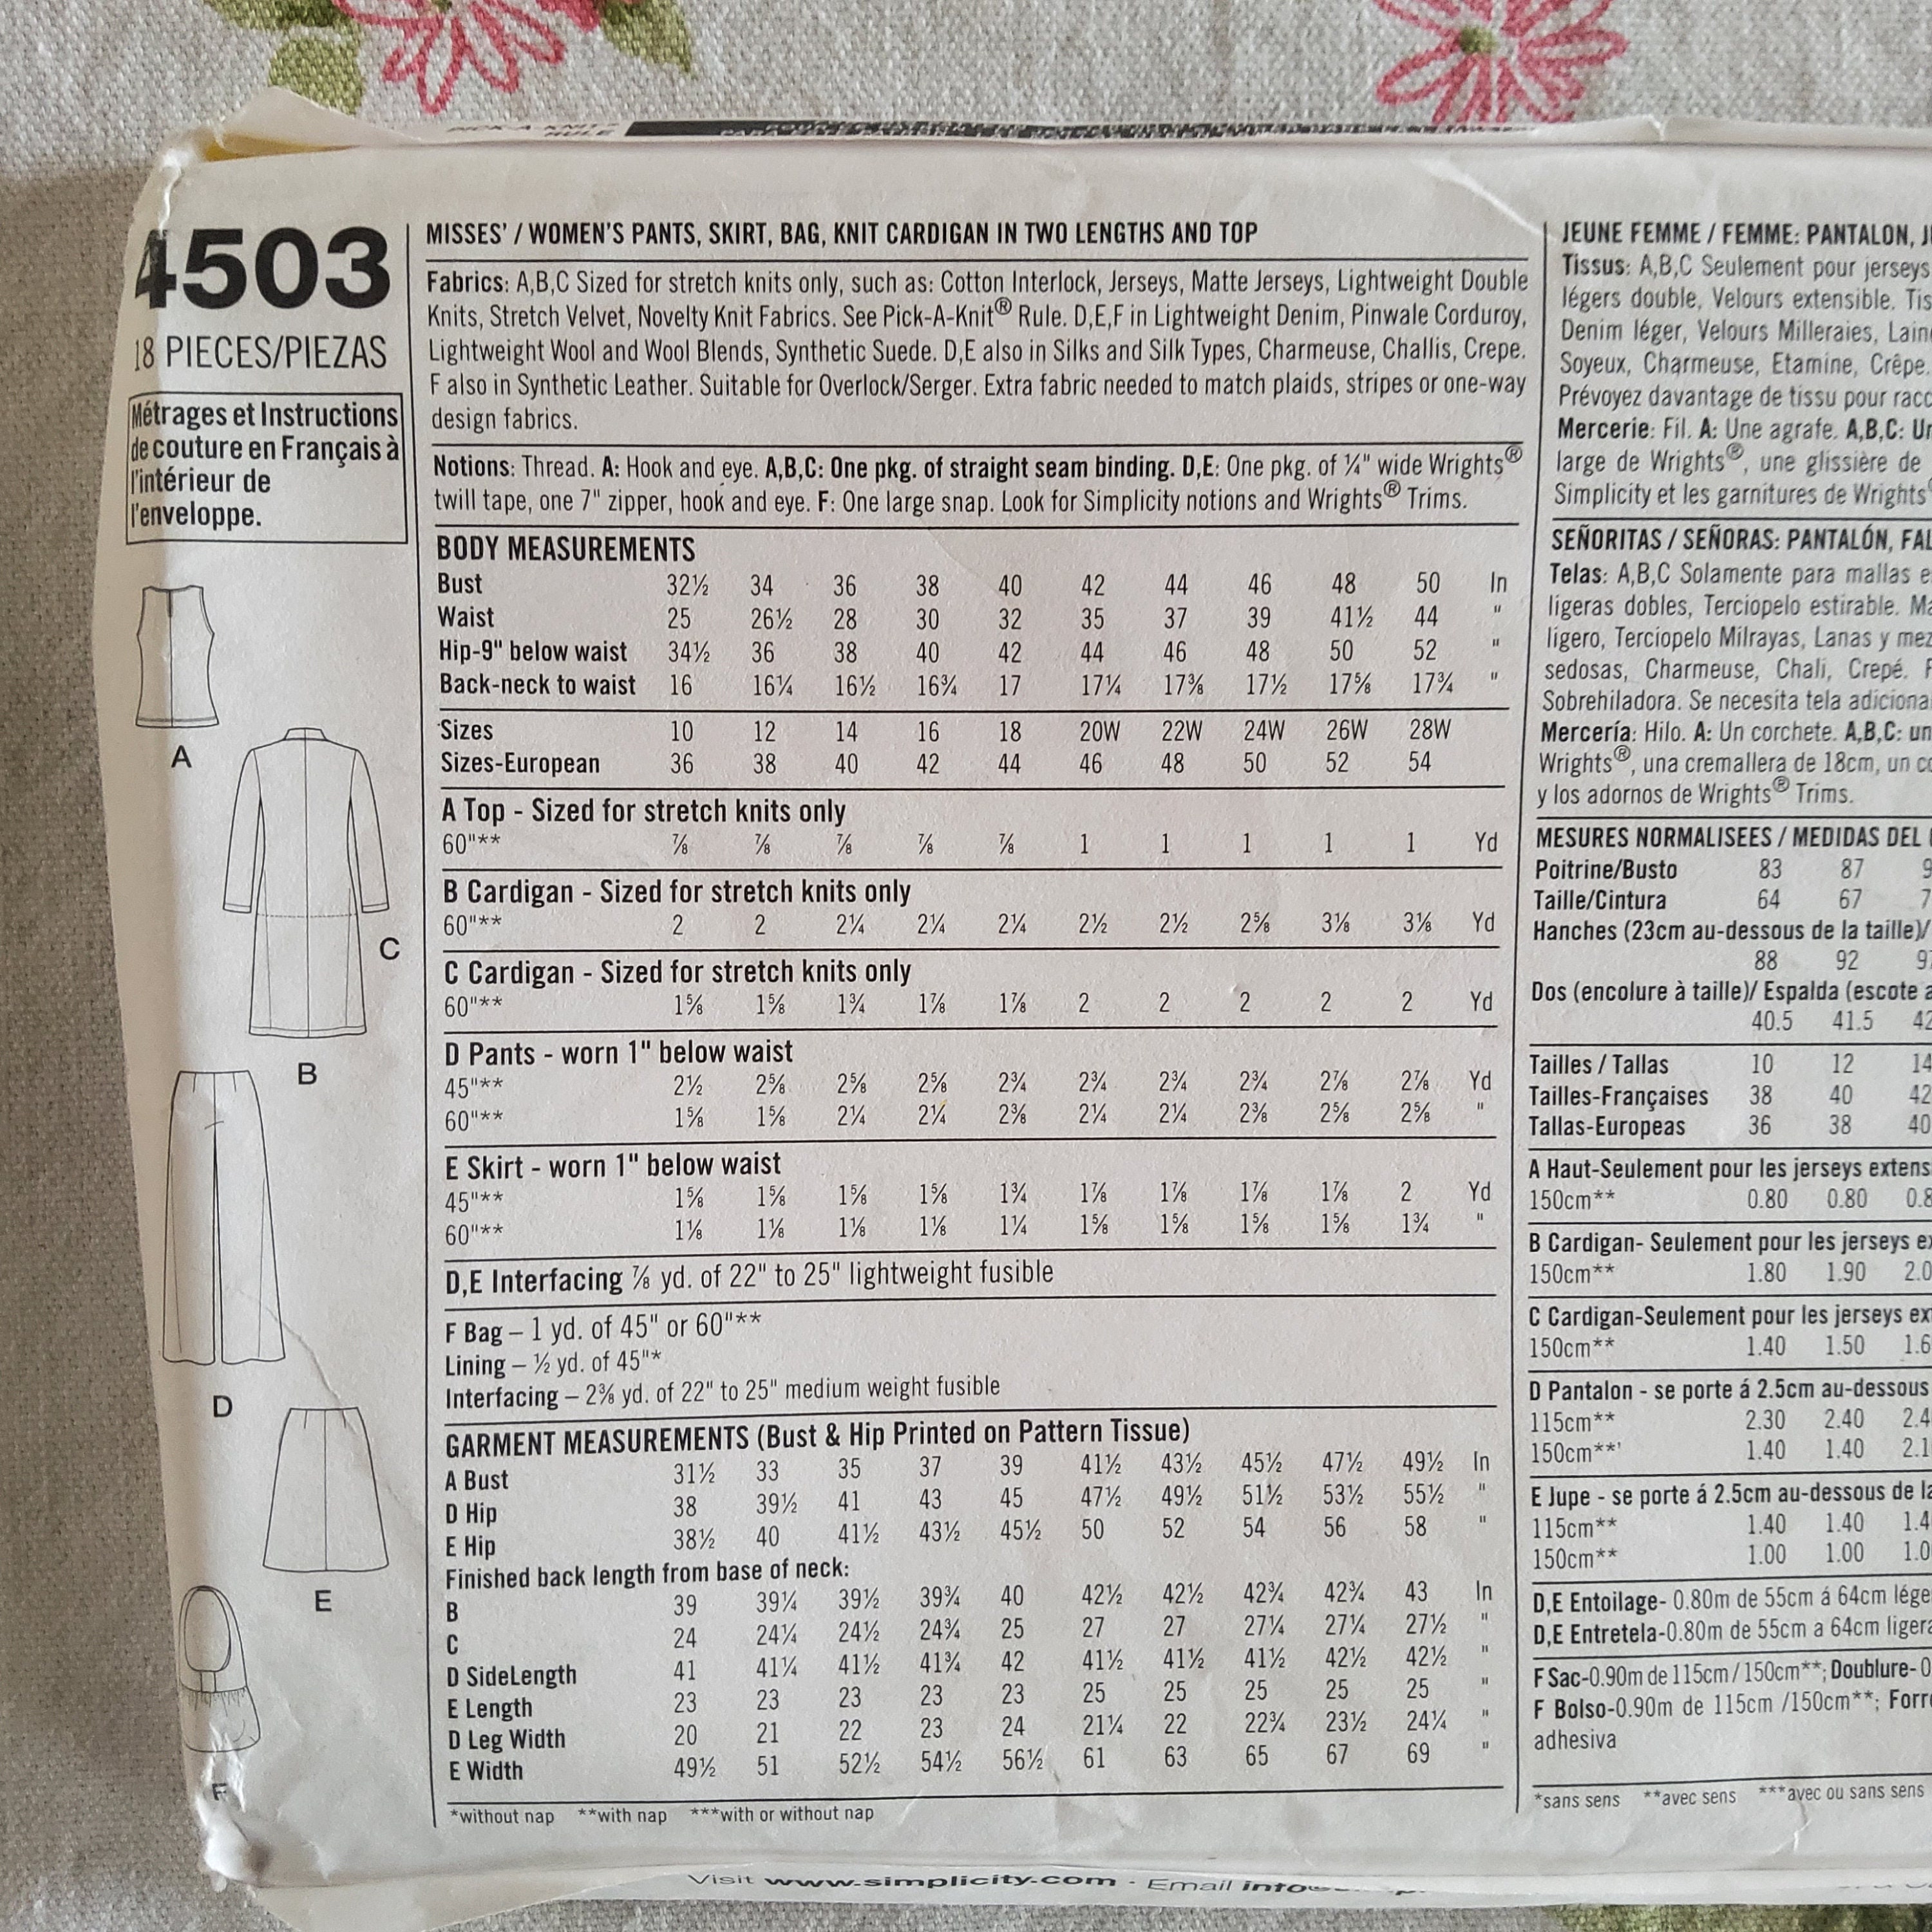 4503
18 PIECES/PIEZAS
Métrages et Instructions
de couture en Français à
l'intérieur de
l'enveloppe.
A
C
B
D
E
F
MISSES' / WOMEN'S PANTS, SKIRT, BAG, KNIT CARDIGAN IN TWO LENGTHS AND TOP
Fabrics: A,B,C Sized for stretch knits only, such as: Cotton Interlock, Jerseys, Matte Jerseys, Lightweight Double
Knits, Stretch Velvet, Novelty Knit Fabrics. See Pick-A-Knit® Rule. D,E,F in Lightweight Denim, Pinwale Corduroy,
Lightweight Wool and Wool Blends, Synthetic Suede. D,E also in Silks and Silk Types, Charmeuse, Challis, Crepe.
F also in Synthetic Leather. Suitable for Overlock/Serger. Extra fabric needed to match plaids, stripes or one-way
design fabrics.
Notions: Thread. A: Hook and eye. A,B,C: One pkg. of straight seam binding. D,E: One pkg. of ¼" wide Wrights®
twill tape, one 7" zipper, hook and eye. F: One large snap. Look for Simplicity notions and Wrights® Trims.
BODY MEASUREMENTS
Bust 32½ 34 36 38 40 42 44 46 48 50 In
Waist 25 26½ 28 30 32 35 37 39 41½ 44 "
Hip-9" below waist 34½ 36 38 40 42 44 46 48 50 52 "
Back-neck to waist 16 16¼ 16½ 16¾ 17 17¼ 17⅜ 17½ 17⅝ 17¾ "
Sizes 10 12 14 16 18 20W 22W 24W 26W 28W
Sizes-European 36 38 40 42 44 46 48 50 52 54
A Top - Sized for stretch knits only
60"** ⅞ ⅞ ⅞ ⅞ ⅞ 1 1 1 1 1 Yd
B Cardigan - Sized for stretch knits only
60"** 2 2 2¼ 2¼ 2¼ 2½ 2½ 2⅝ 3⅛ 3⅛ Yd
C Cardigan - Sized for stretch knits only
60"** 1⅝ 1⅝ 1¾ 1⅞ 1⅞ 2 2 2 2 2 Yd
D Pants - worn 1" below waist
45"** 2½ 2⅝ 2⅝ 2⅝ 2¾ 2¾ 2¾ 2¾ 2⅞ 2⅞ Yd
60"** 1⅝ 1⅝ 2¼ 2¼ 2⅜ 2¼ 2¼ 2⅜ 2⅝ 2⅝ "
E Skirt - worn 1" below waist
45"** 1⅝ 1⅝ 1⅝ 1⅝ 1¾ 1⅞ 1⅞ 1⅞ 1⅞ 2 Yd
60"** 1⅛ 1⅛ 1⅛ 1⅛ 1¼ 1⅝ 1⅝ 1⅝ 1⅝ 1¾ "
D,E Interfacing ⅞ yd. of 22" to 25" lightweight fusible
F Bag – 1 yd. of 45" or 60"**
Lining – ½ yd. of 45"*
Interfacing – 2⅜ yd. of 22" to 25" medium weight fusible
GARMENT MEASUREMENTS (Bust & Hip Printed on Pattern Tissue)
A Bust 31½ 33 35 37 39 41½ 43½ 45½ 47½ 49½ In
D Hip 38 39½ 41 43 45 47½ 49½ 51½ 53½ 55½ "
E Hip 38½ 40 41½ 43½ 45½ 50 52 54 56 58 "
Finished back length from base of neck:
B 39 39¼ 39½ 39¾ 40 42½ 42½ 42¾ 42¾ 43 In
C 24 24¼ 24½ 24¾ 25 27 27 27¼ 27¼ 27½ "
D SideLength 41 41¼ 41½ 41¾ 42 41½ 41½ 41½ 42½ 42½ "
E Length 23 23 23 23 23 25 25 25 25 25 "
D Leg Width 20 21 22 23 24 21¼ 22 22¾ 23½ 24¼ "
E Width 49½ 51 52½ 54½ 56½ 61 63 65 67 69 "
*without nap **with nap ***with or without nap
JEUNE FEMME / FEMME: PANTALON,
Tissus: A,B,C Seulement pour jerseys
légers double, Velours extensible. Tis
Denim léger, Velours Milleraies, Lain
Soyeux, Charmeuse, Etamine, Crêpe.
Prévoyez davantage de tissu pour racc
Mercerie: Fil. A: Une agrafe. A,B,C: Un
large de Wrights®, une glissière de
Simplicity et les garnitures de Wrights®
SEÑORITAS / SEÑORAS: PANTALÓN, FAL
Telas: A,B,C Solamente para mallas e
ligeras dobles, Terciopelo estirable. Ma
ligero, Terciopelo Milrayas, Lanas y mez
sedosas, Charmeuse, Chali, Crepé. F
Sobrehiladora. Se necesita tela adiciona
Mercería: Hilo. A: Un corchete. A,B,C: un
Wrights®, una cremallera de 18cm, un co
y los adornos de Wrights® Trims.
MESURES NORMALISEES / MEDIDAS DEL
Poitrine/Busto 83 87 9
Taille/Cintura 64 67 7
Hanches (23cm au-dessous de la taille)/
88 92 9
Dos (encolure à taille)/ Espalda (escote a
40.5 41.5 42
Tailles / Tallas 10 12 14
Tailles-Françaises 38 40 42
Tallas-Europeas 36 38 40
A Haut-Seulement pour les jerseys extens
150cm** 0.80 0.80 0.8
B Cardigan- Seulement pour les jerseys ex
150cm** 1.80 1.90 2.0
C Cardigan-Seulement pour les jerseys ex
150cm** 1.40 1.50 1.6
D Pantalon - se porte á 2.5cm au-dessous
115cm** 2.30 2.40 2.4
150cm** 1.40 1.40 2.1
E Jupe - se porte á 2.5cm au-dessous de la
115cm** 1.40 1.40 1.4
150cm** 1.00 1.00 1.0
D,E Entoilage- 0.80m de 55cm á 64cm lége
D,E Entretela-0.80m de 55cm a 64cm ligera
F Sac-0.90m de 115cm/150cm**; Doublure- 0
F Bolso-0.90m de 115cm /150cm**; Forr
adhesiva
*sans sens **avec sens ***avec ou sans sens
Visit www.simplicity.com · Email